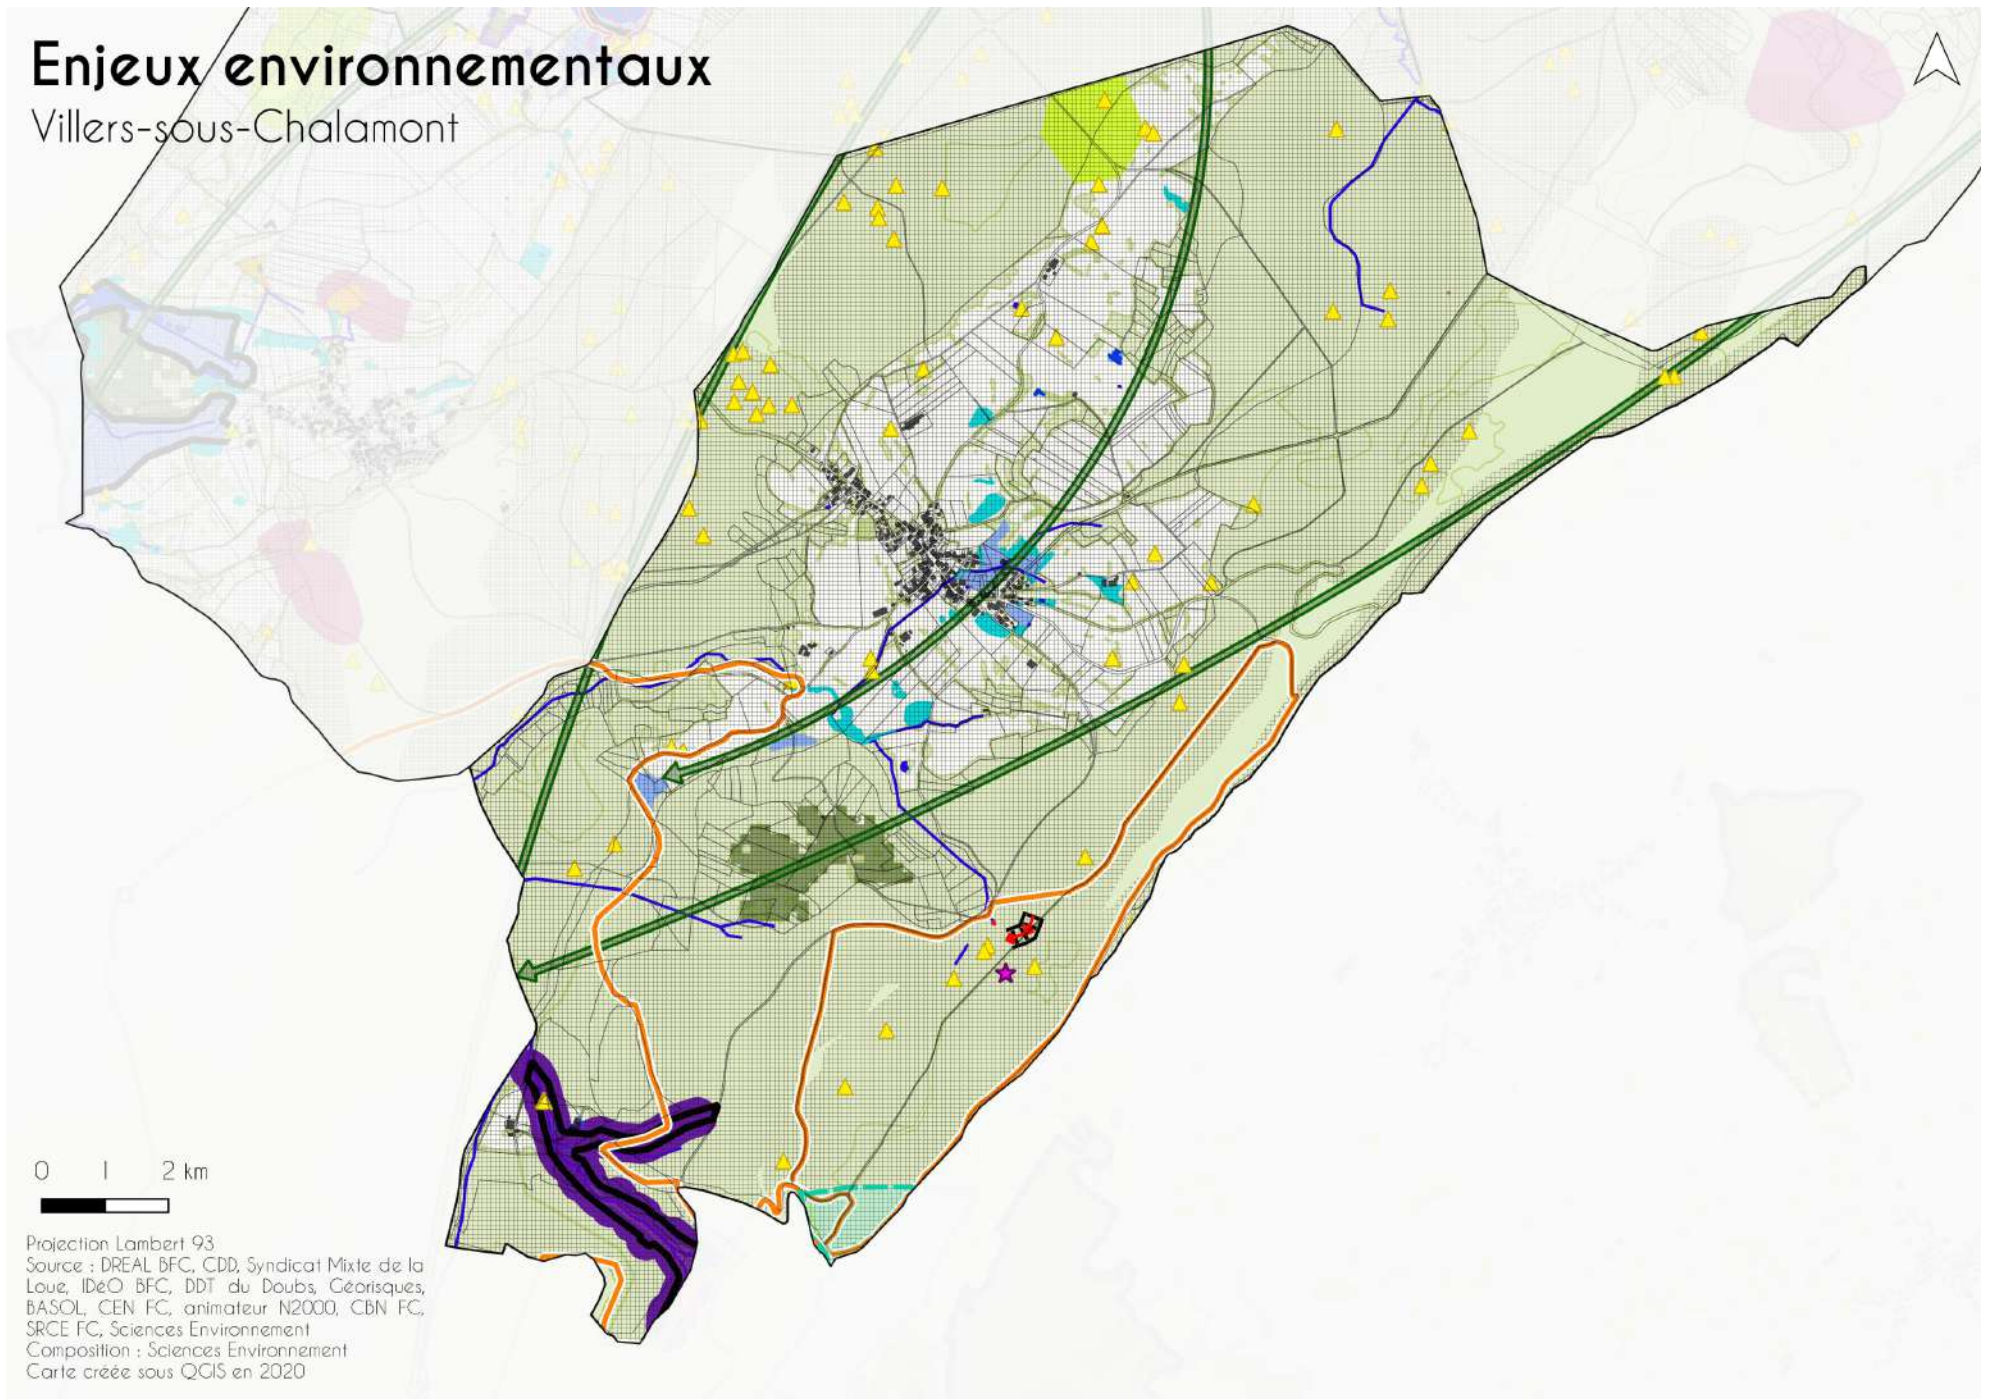 Enjeux environnementaux
Villers-sous-Chalamont
0 1 2 km
Projection Lambert 93
Source : DREAL BFC, CDD, Syndicat Mixte de la
Loue, IDéO BFC, DDT du Doubs, Géorisques,
BASOL, CEN FC, animateur N2000, CBN FC,
SRCE FC, Sciences Environnement
Composition : Sciences Environnement
Carte créée sous QGIS en 2020